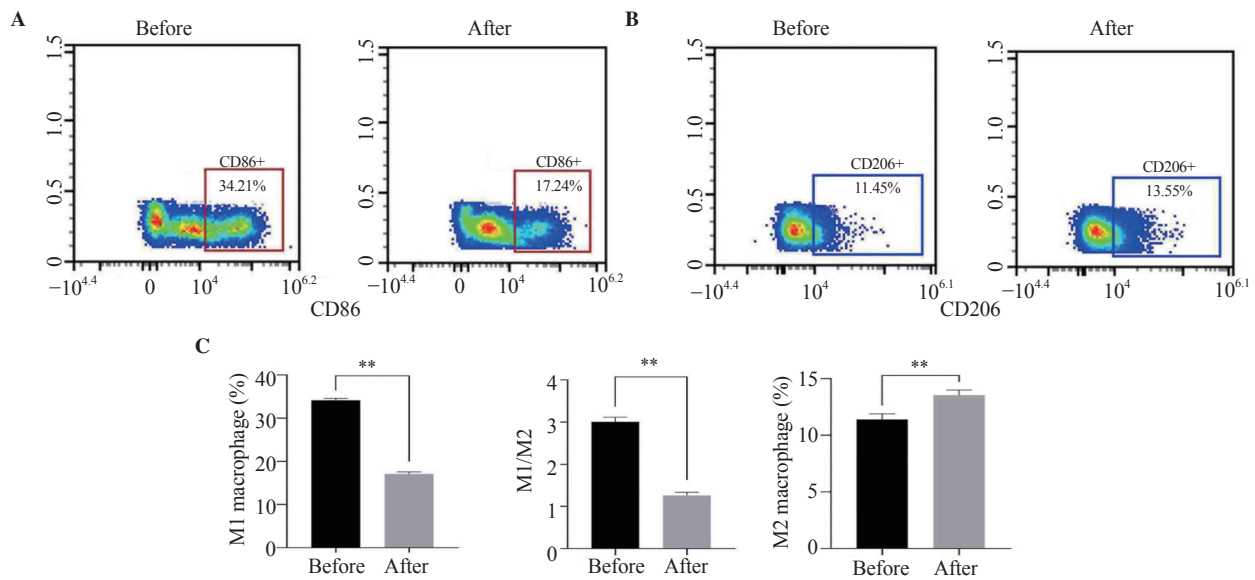 A
Before
After
B
Before
After
1.5
1.0
0.5
0
CD86+
34.21%
−10^4.4
0
10^4
10^6.2
1.5
1.0
0.5
0
CD86+
17.24%
−10^4.4
0
10^4
10^6.2
CD86
1.5
1.0
0.5
0
CD206+
11.45%
−10^4.4
10^4
10^6.1
1.5
1.0
0.5
0
CD206+
13.55%
−10^4.4
10^4
10^6.1
CD206
C
M1 macrophage (%)
40
30
20
10
0
**
Before
After
M1/M2
4
3
2
1
0
**
Before
After
M2 macrophage (%)
15
10
5
0
**
Before
After